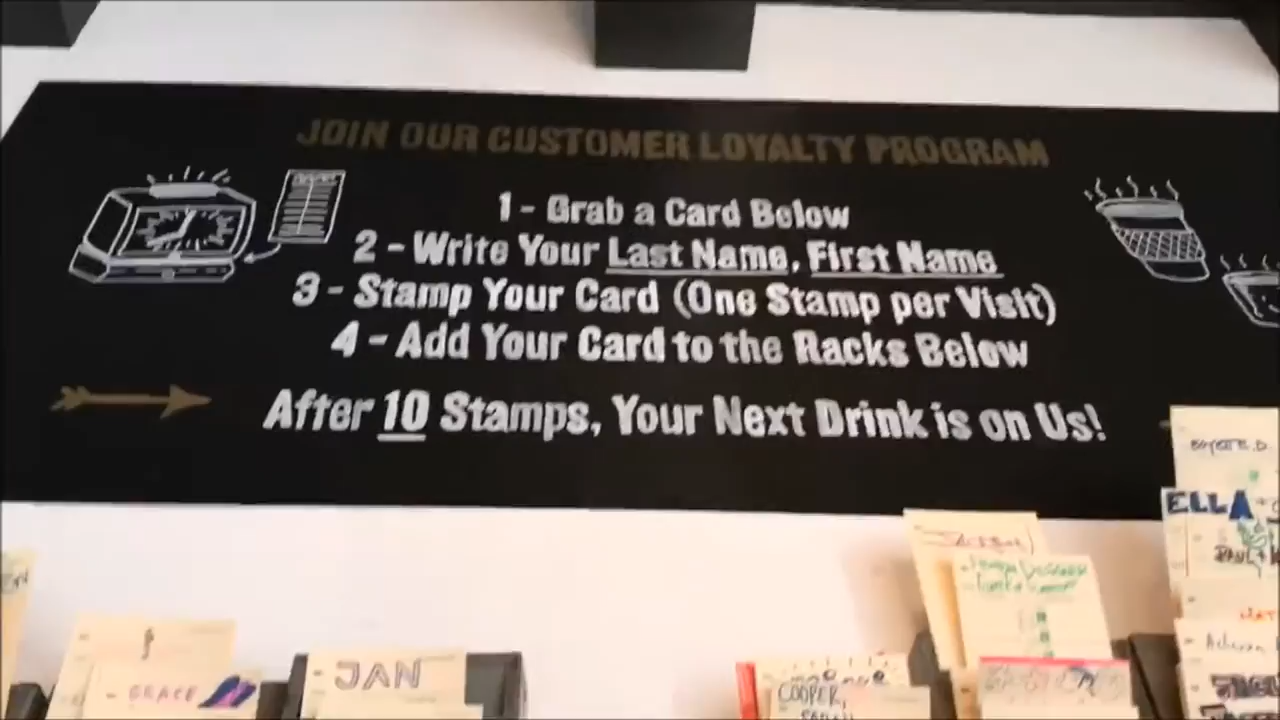 JOIN OUR CUSTOMER LOYALTY PROGRAM
1 - Grab a Card Below
2 - Write Your Last Name, First Name
3 - Stamp Your Card (One Stamp per Visit)
4 - Add Your Card to the Racks Below
After 10 Stamps, Your Next Drink is on Us!
ELLA
JACKSON
GRACE
JAN
COOPER,